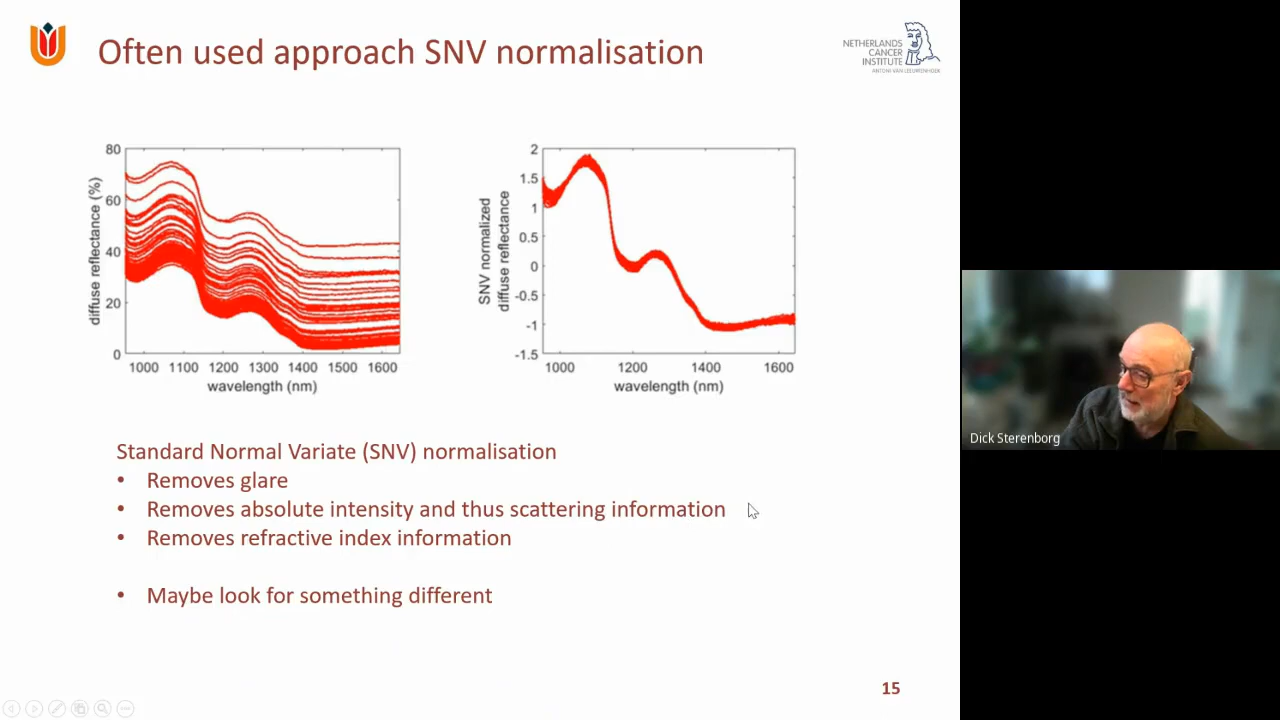 Often used approach SNV normalisation
NETHERLANDS
CANCER
INSTITUTE
ANTONI VAN LEEUWENHOEK
80
60
40
20
0
diffuse reflectance (%)
1000 1100 1200 1300 1400 1500 1600
wavelength (nm)
2
1.5
1
0.5
0
-0.5
-1
-1.5
SNV normalized
diffuse reflectance
1000 1200 1400 1600
wavelength (nm)
Standard Normal Variate (SNV) normalisation
• Removes glare
• Removes absolute intensity and thus scattering information
• Removes refractive index information
• Maybe look for something different
15
Dick Sterenborg